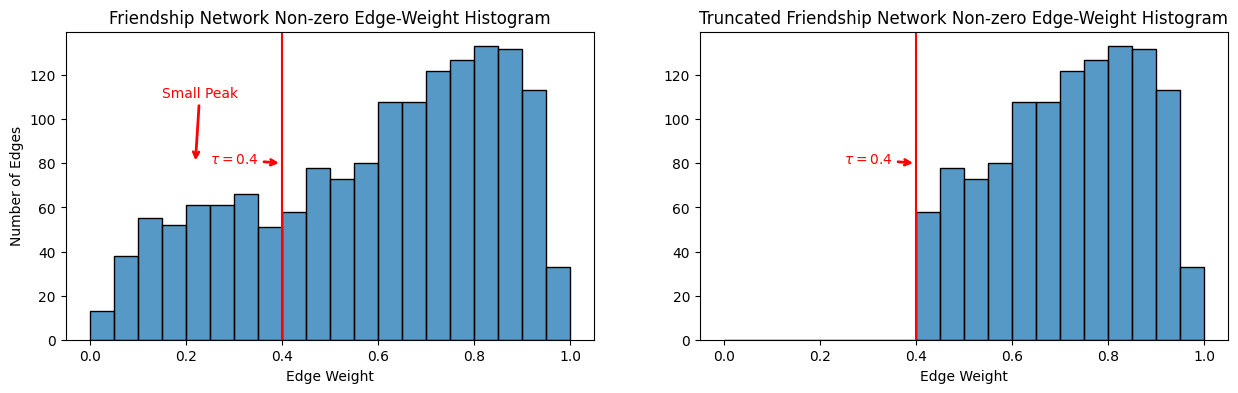 Friendship Network Non-zero Edge-Weight Histogram
Number of Edges
120
100
80
60
40
20
0
Small Peak
τ = 0.4
0.0 0.2 0.4 0.6 0.8 1.0
Edge Weight
Truncated Friendship Network Non-zero Edge-Weight Histogram
120
100
80
60
40
20
0
τ = 0.4
0.0 0.2 0.4 0.6 0.8 1.0
Edge Weight